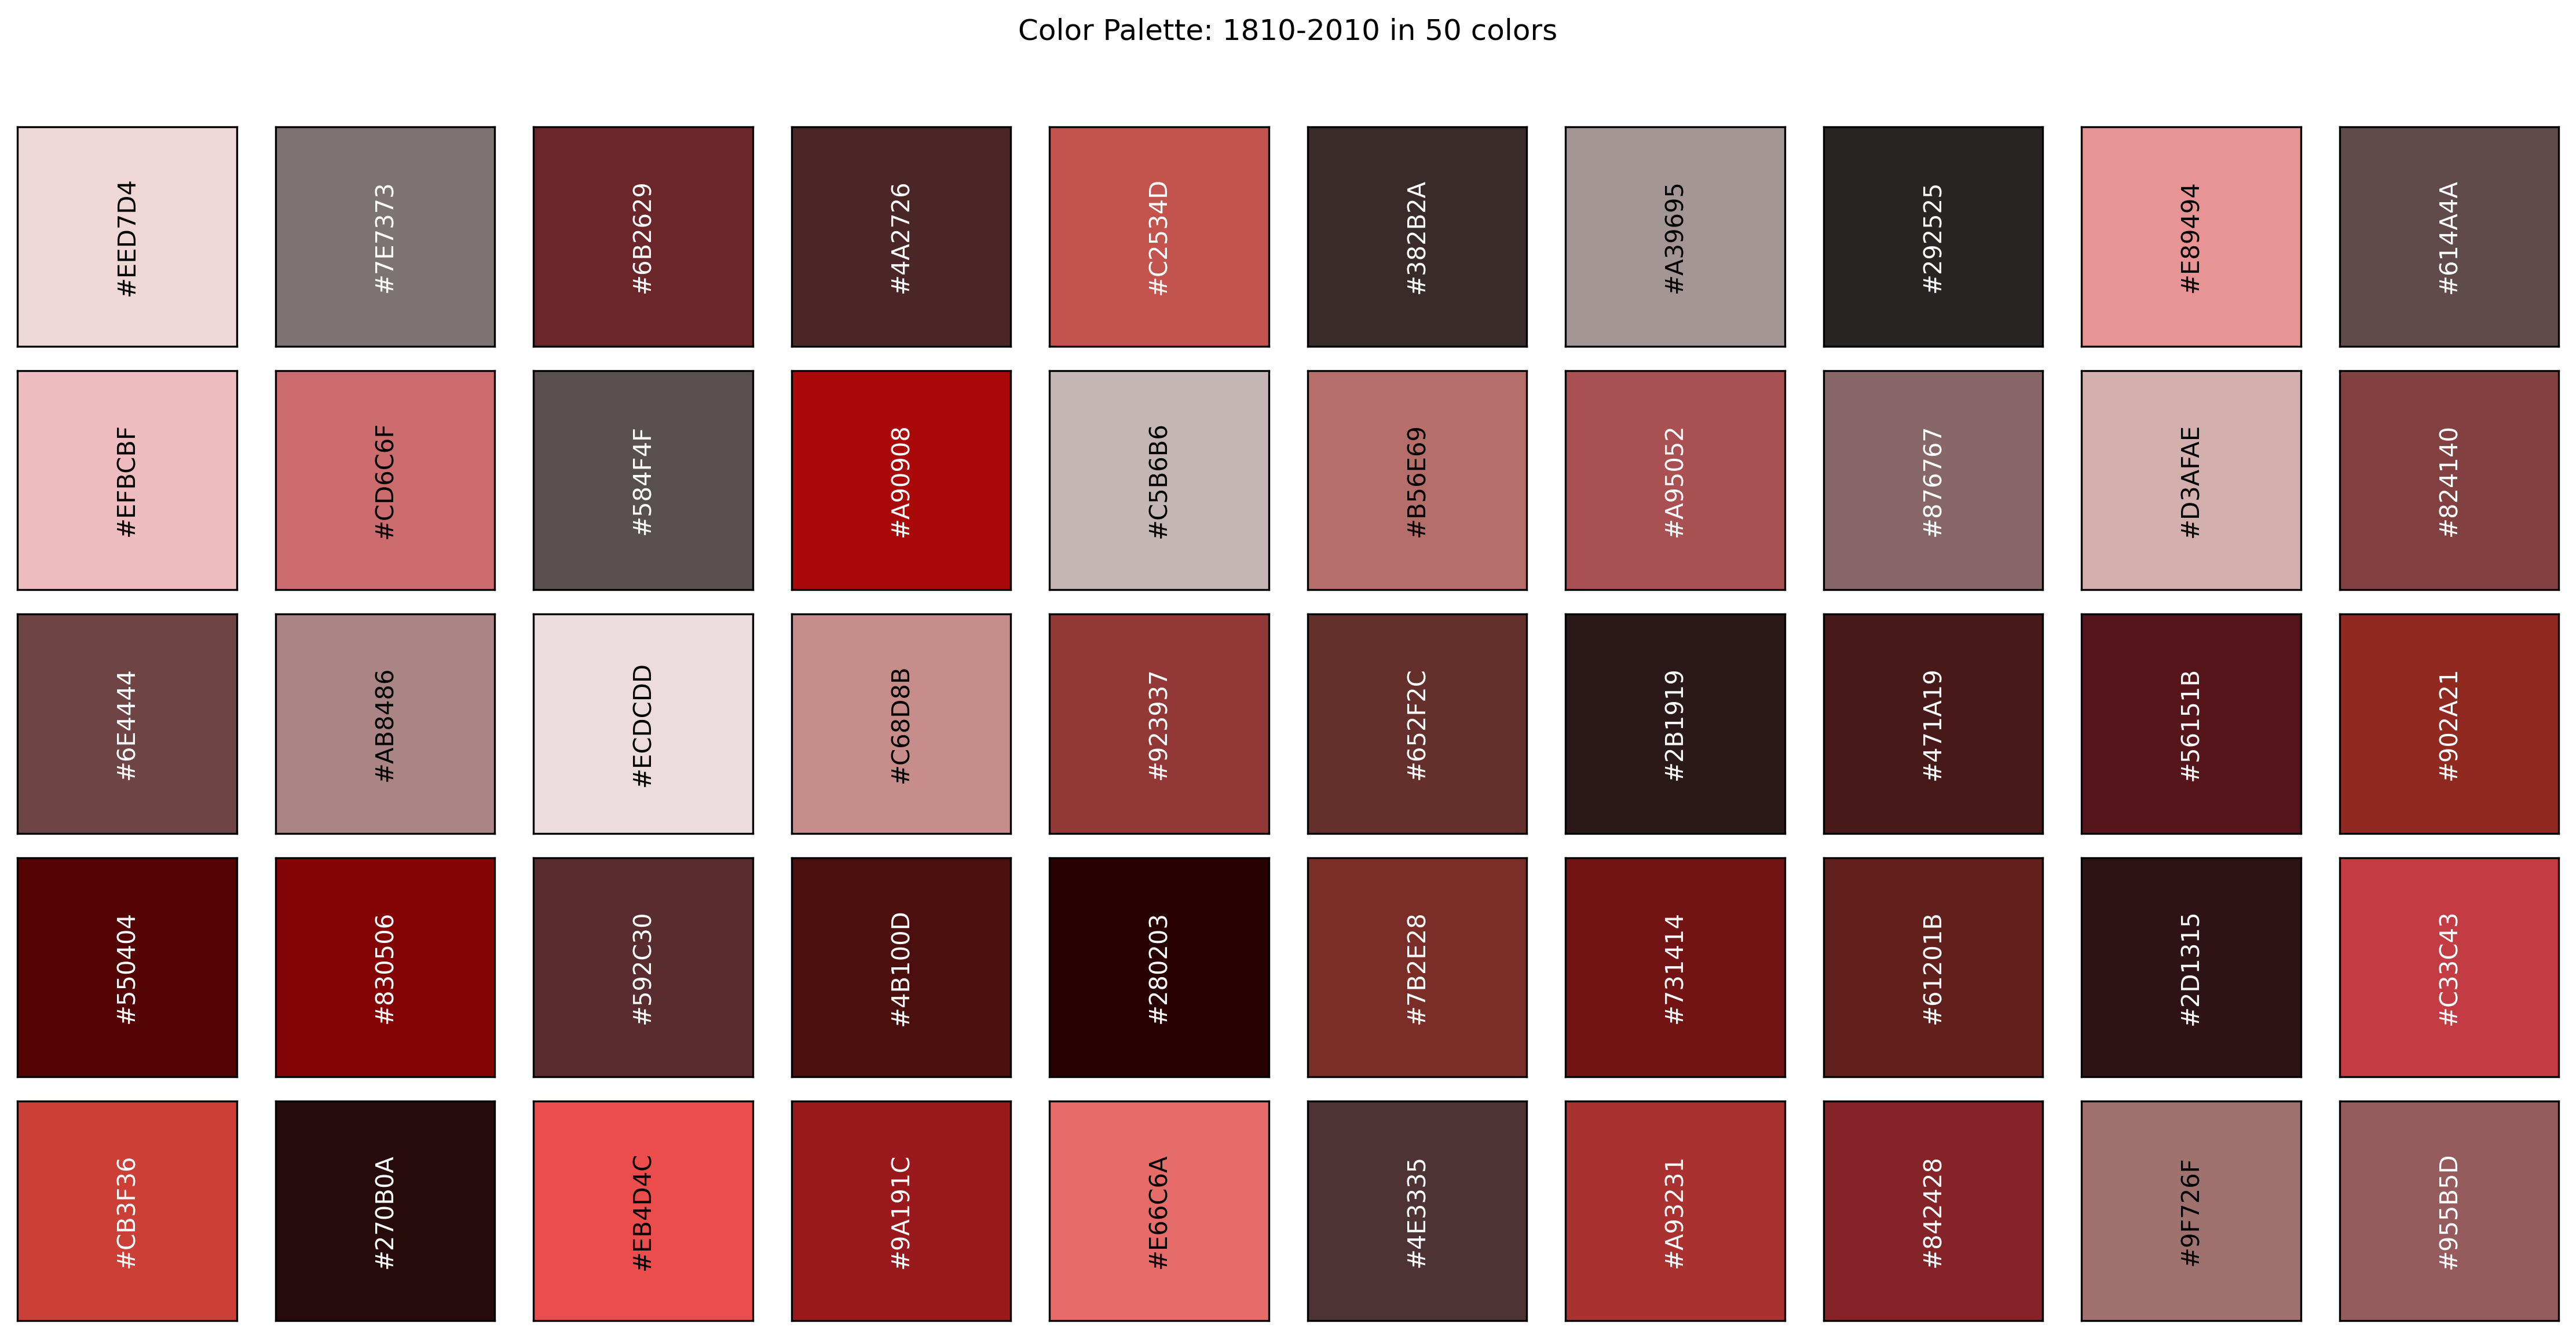 Color Palette: 1810-2010 in 50 colors
#EED7D4
#7E7373
#6B2629
#4A2726
#C2534D
#382B2A
#A39695
#292525
#E89494
#614A4A
#EFBCBF
#CD6C6F
#584F4F
#A90908
#C5B6B6
#B56E69
#A95052
#876767
#D3AFAE
#824140
#6E4444
#AB8486
#ECDCDD
#C68D8B
#923937
#652F2C
#2B1919
#471A19
#56151B
#902A21
#550404
#830506
#592C30
#4B100D
#280203
#7B2E28
#731414
#61201B
#2D1315
#C33C43
#CB3F36
#270B0A
#EB4D4C
#9A191C
#E66C6A
#4E3335
#A93231
#842428
#9F726F
#955B5D